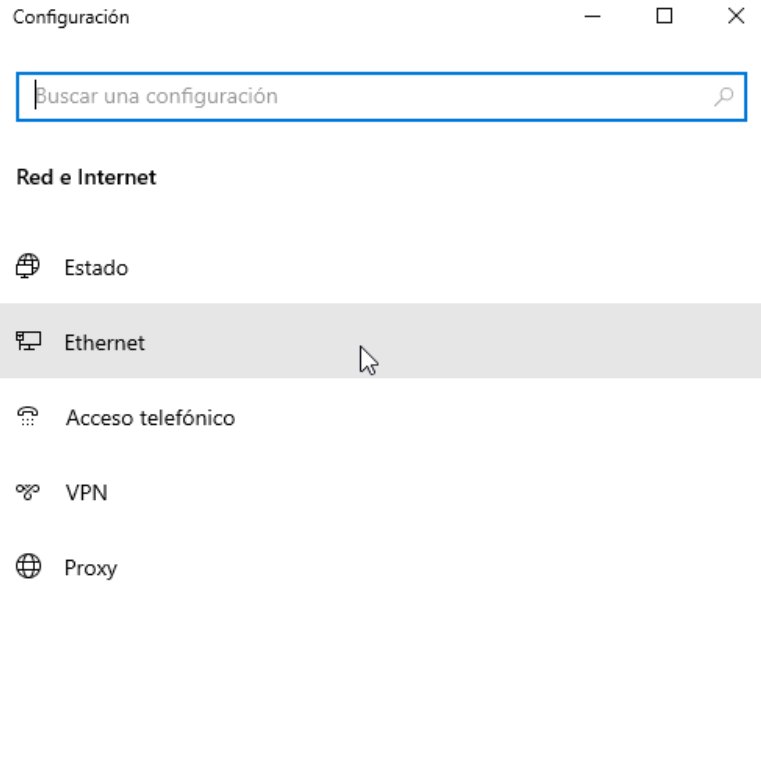 Configuración
Buscar una configuración
Red e Internet
Estado
Ethernet
Acceso telefónico
VPN
Proxy